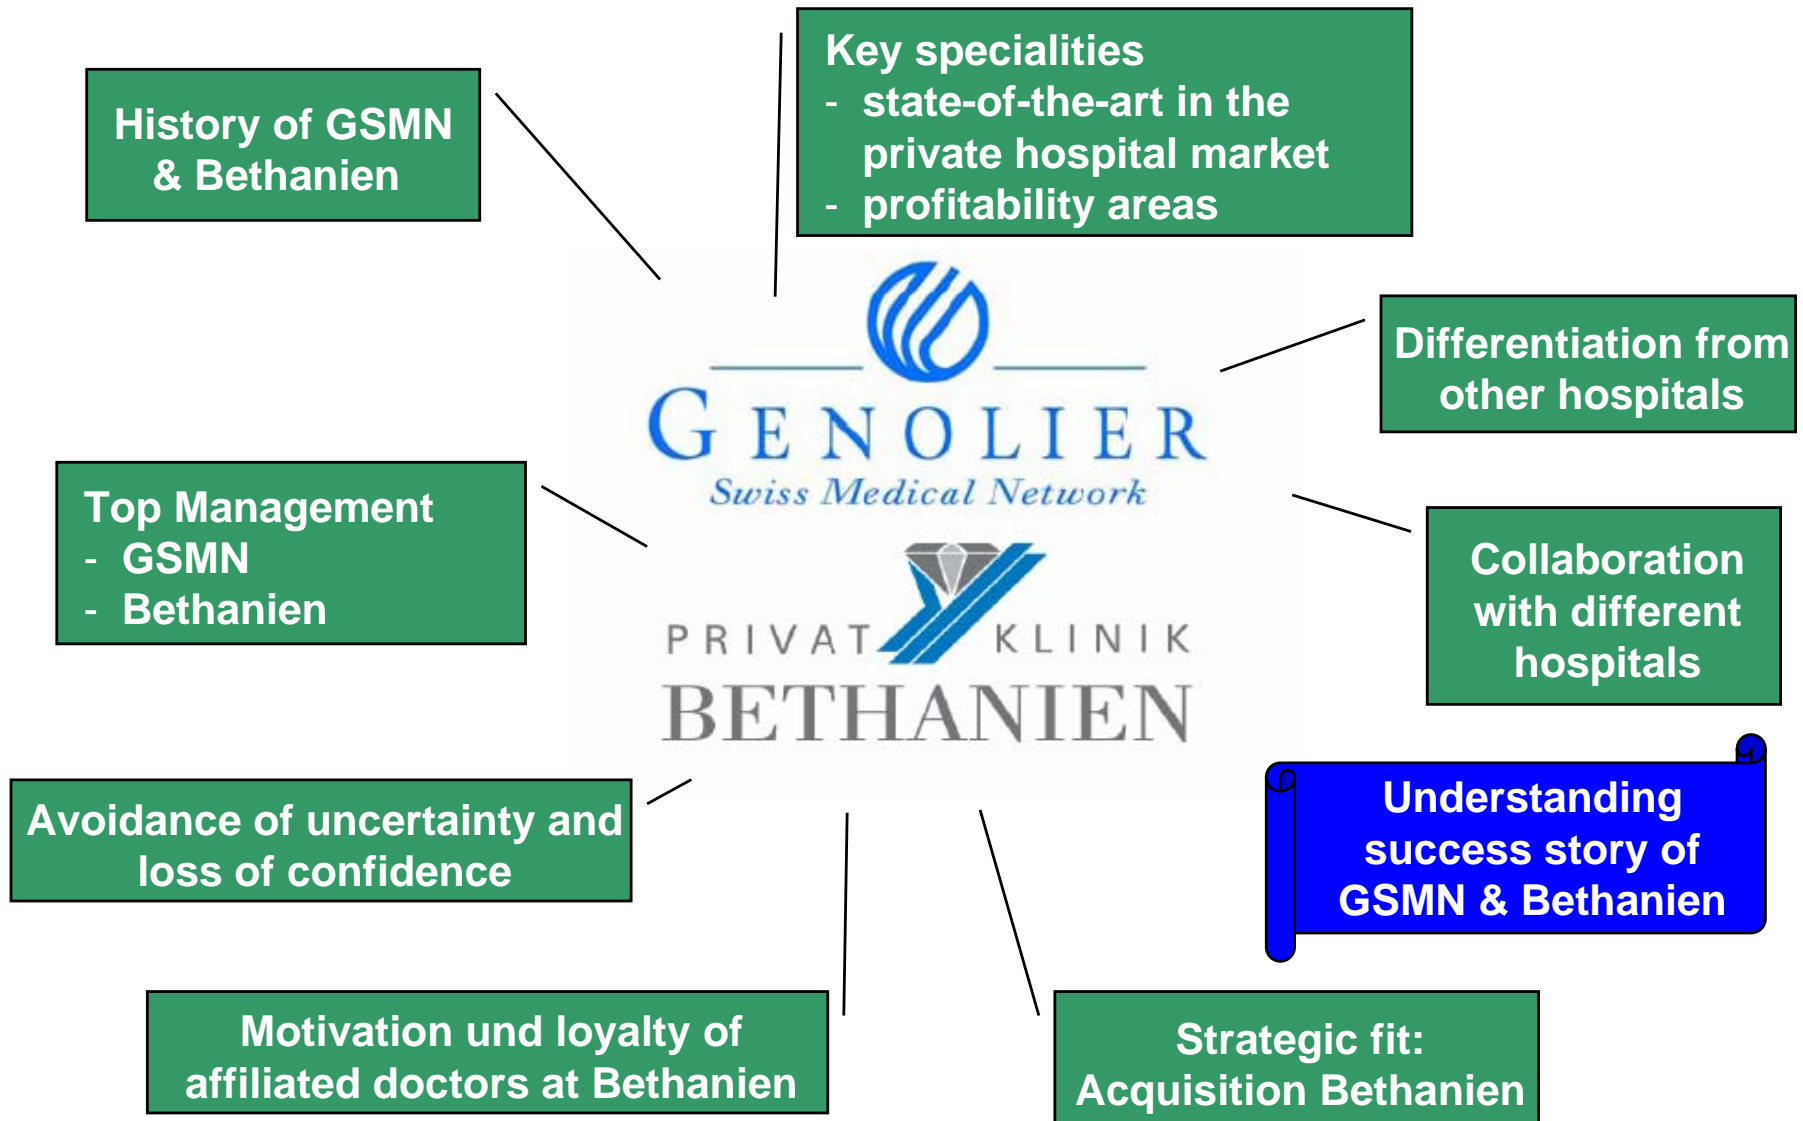 Key specialities
- state-of-the-art in the
private hospital market
- profitability areas
History of GSMN
& Bethanien
GENOLIER
Swiss Medical Network
Differentiation from
other hospitals
Top Management
- GSMN
- Bethanien
Collaboration
with different
hospitals
PRIVAT KLINIK
BETHANIEN
Avoidance of uncertainty and
loss of confidence
Understanding
success story of
GSMN & Bethanien
Motivation und loyalty of
affiliated doctors at Bethanien
Strategic fit:
Acquisition Bethanien